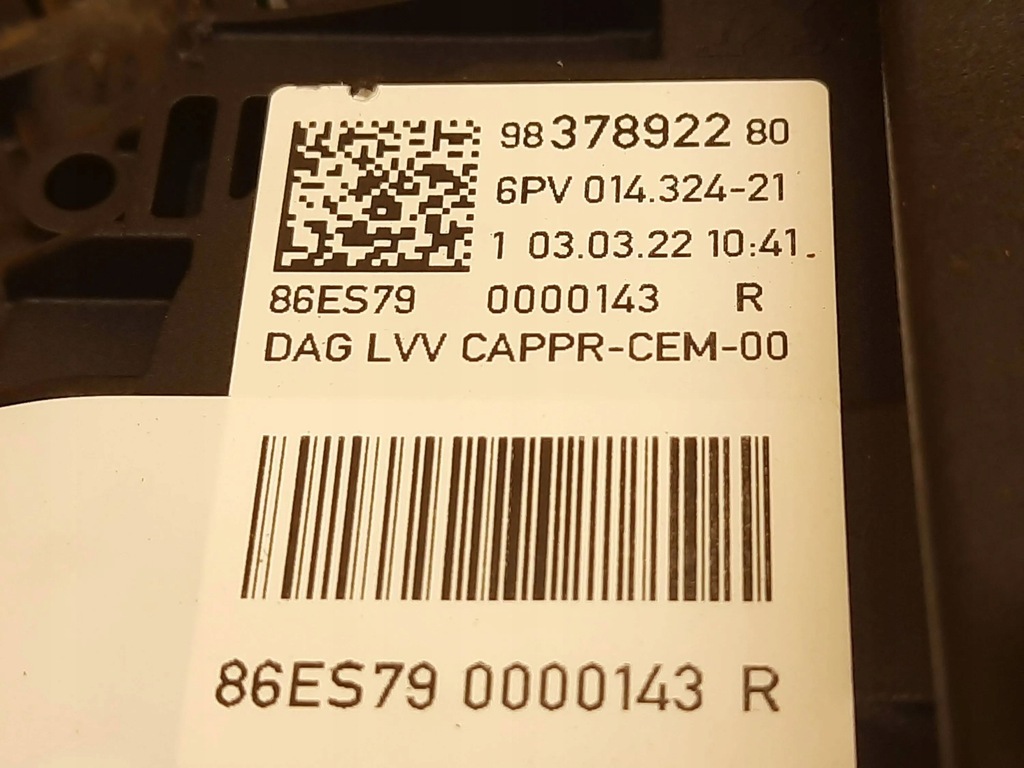 98 378922 80
6PV 014.324-21
1 03.03.22 10:41
86ES79 0000143 R
DAG LVV CAPPR-CEM-00
86ES79 0000143 R